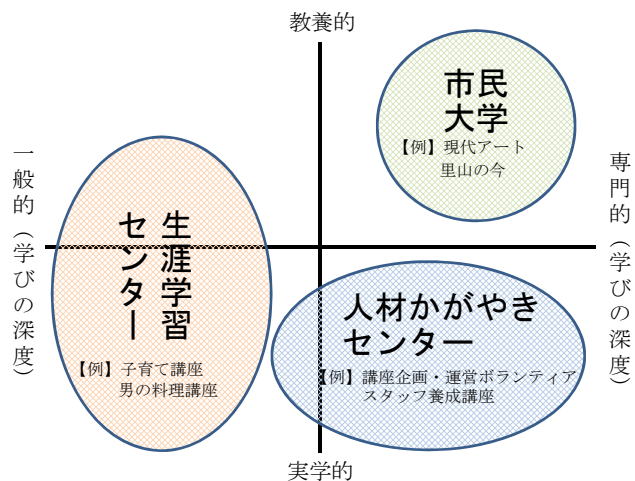 教養的
市民
大学
【例】現代アート
里山の今
一般的（学びの深度）
専門的（学びの深度）
生涯学習
センター
【例】子育て講座
男の料理講座
人材かがやき
センター
【例】講座企画・運営ボランティア
スタッフ養成講座
実学的